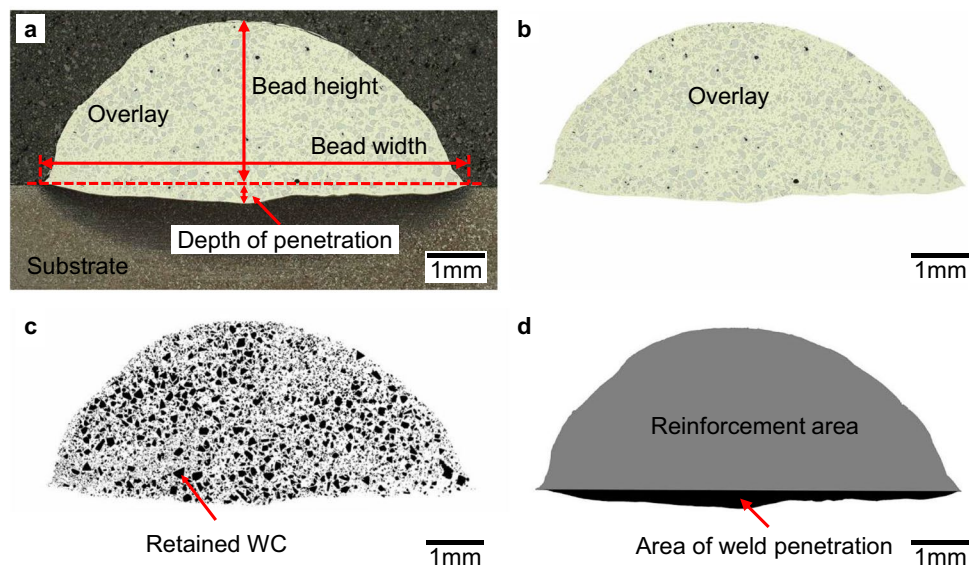 a
Bead height
Overlay
Bead width
Depth of penetration
Substrate
1mm
b
Overlay
1mm
c
Retained WC
1mm
d
Reinforcement area
Area of weld penetration
1mm